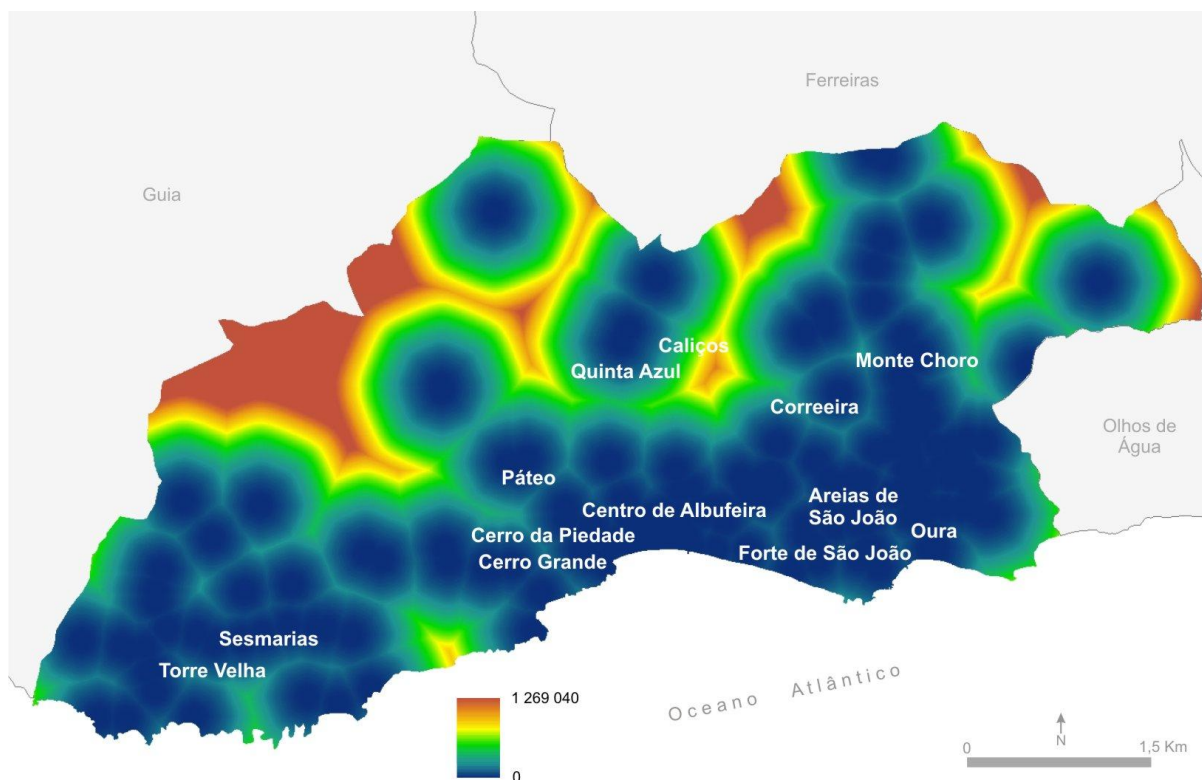 Ferreiras
Guia
Caliços
Quinta Azul
Monte Choro
Correeira
Olhos de
Água
Páteo
Areias de
São João
Centro de Albufeira
Oura
Cerro da Piedade
Forte de São João
Cerro Grande
Sesmarias
Torre Velha
Oceano Atlântico
1 269 040
0
N
0 1,5 Km